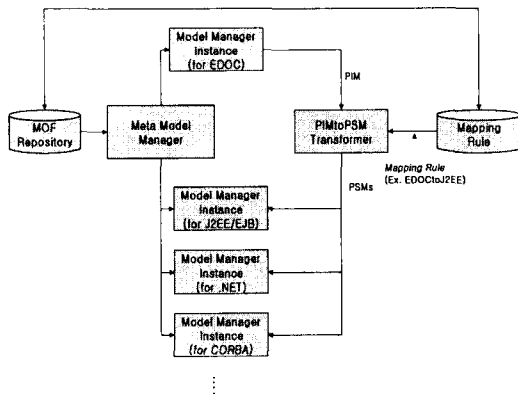 Model Manager
Instance
(for EDOC)
PIM
MOF
Repository
Meta Model
Manager
PIMtoPSM
Transformer
Mapping
Rule
Mapping Rule
(Ex. EDOCtoJ2EE)
PSMs
Model Manager
Instance
(for J2EE/EJB)
Model Manager
Instance
(for .NET)
Model Manager
Instance
(for CORBA)